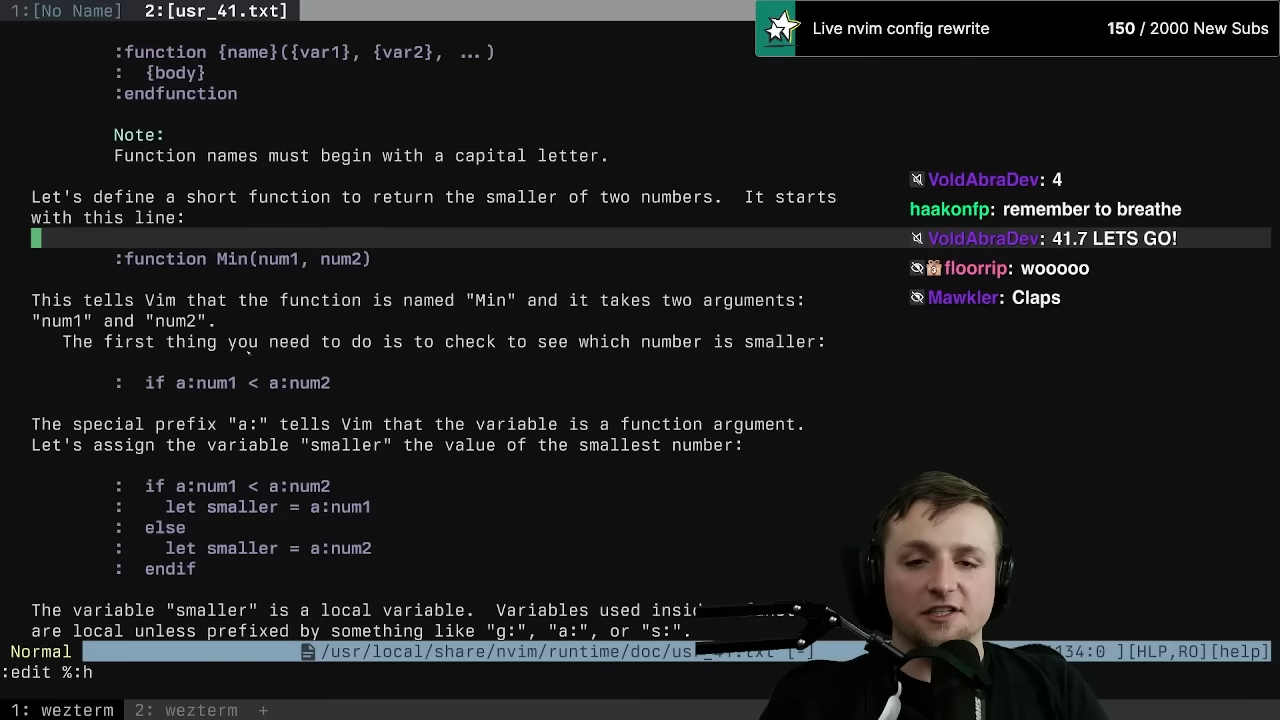 1:[No Name]  2:[usr_41.txt]
Live nvim config rewrite 150 / 2000 New Subs
:function {name}({var1}, {var2}, ...)
:  {body}
:endfunction
Note:
Function names must begin with a capital letter.
Let's define a short function to return the smaller of two numbers.  It starts
with this line:
:function Min(num1, num2)
This tells Vim that the function is named "Min" and it takes two arguments:
"num1" and "num2".
The first thing you need to do is to check to see which number is smaller:
:  if a:num1 < a:num2
The special prefix "a:" tells Vim that the variable is a function argument.
Let's assign the variable "smaller" the value of the smallest number:
:  if a:num1 < a:num2
:    let smaller = a:num1
:  else
:    let smaller = a:num2
:  endif
The variable "smaller" is a local variable.  Variables used
are local unless prefixed by something like "g:", "a:", or "s:".
Normal /usr/local/share/nvim/runtime/doc/usr_41.txt [-] 134:0 ][HLP,RO][help]
:edit %:h
1: wezterm  2: wezterm  +
VoldAbraDev: 4
haakonfp: remember to breathe
VoldAbraDev: 41.7 LETS GO!
floorrip: wooooo
Mawkler: Claps